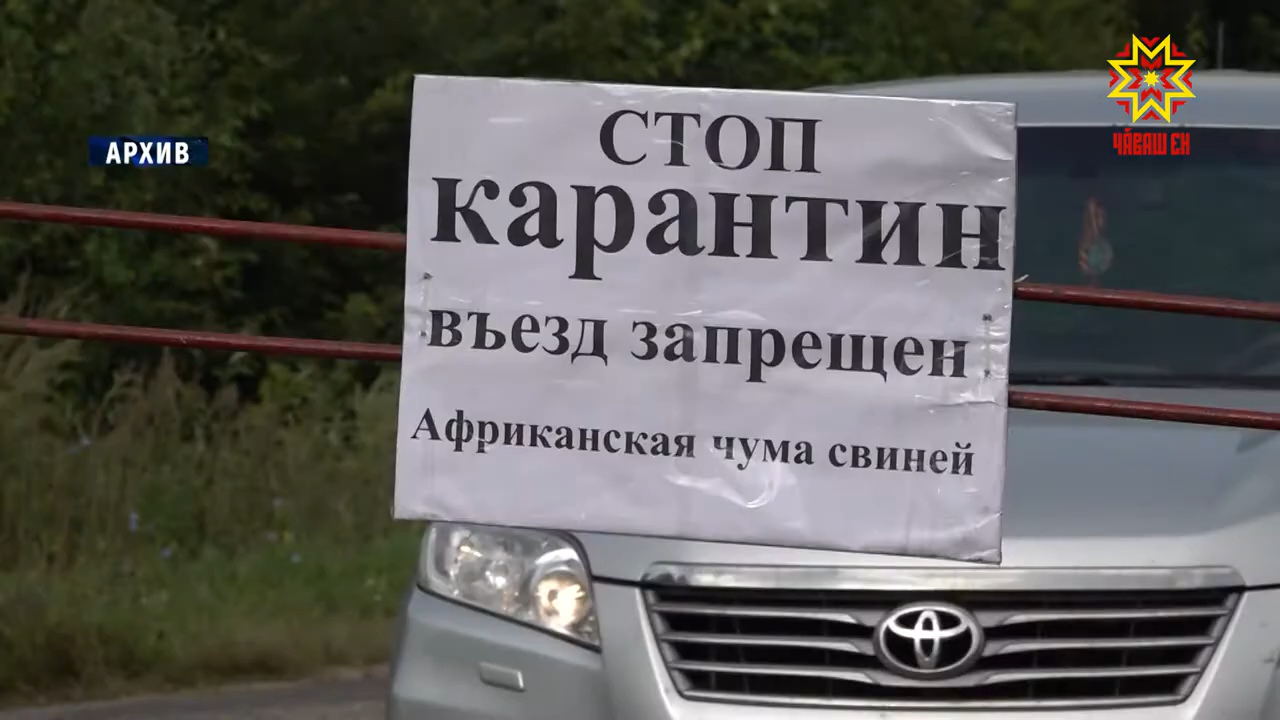 АРХИВ
ЧӐВАШ ЕН
СТОП
карантин
въезд запрещен
Африканская чума свиней